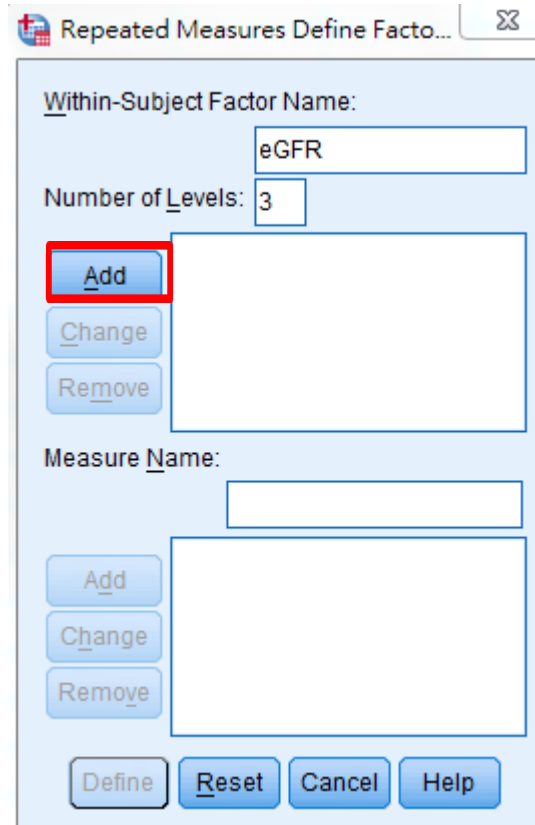 Repeated Measures Define Facto...
Within-Subject Factor Name:
eGFR
Number of Levels: 3
Add
Change
Remove
Measure Name:
Add
Change
Remove
Define Reset Cancel Help